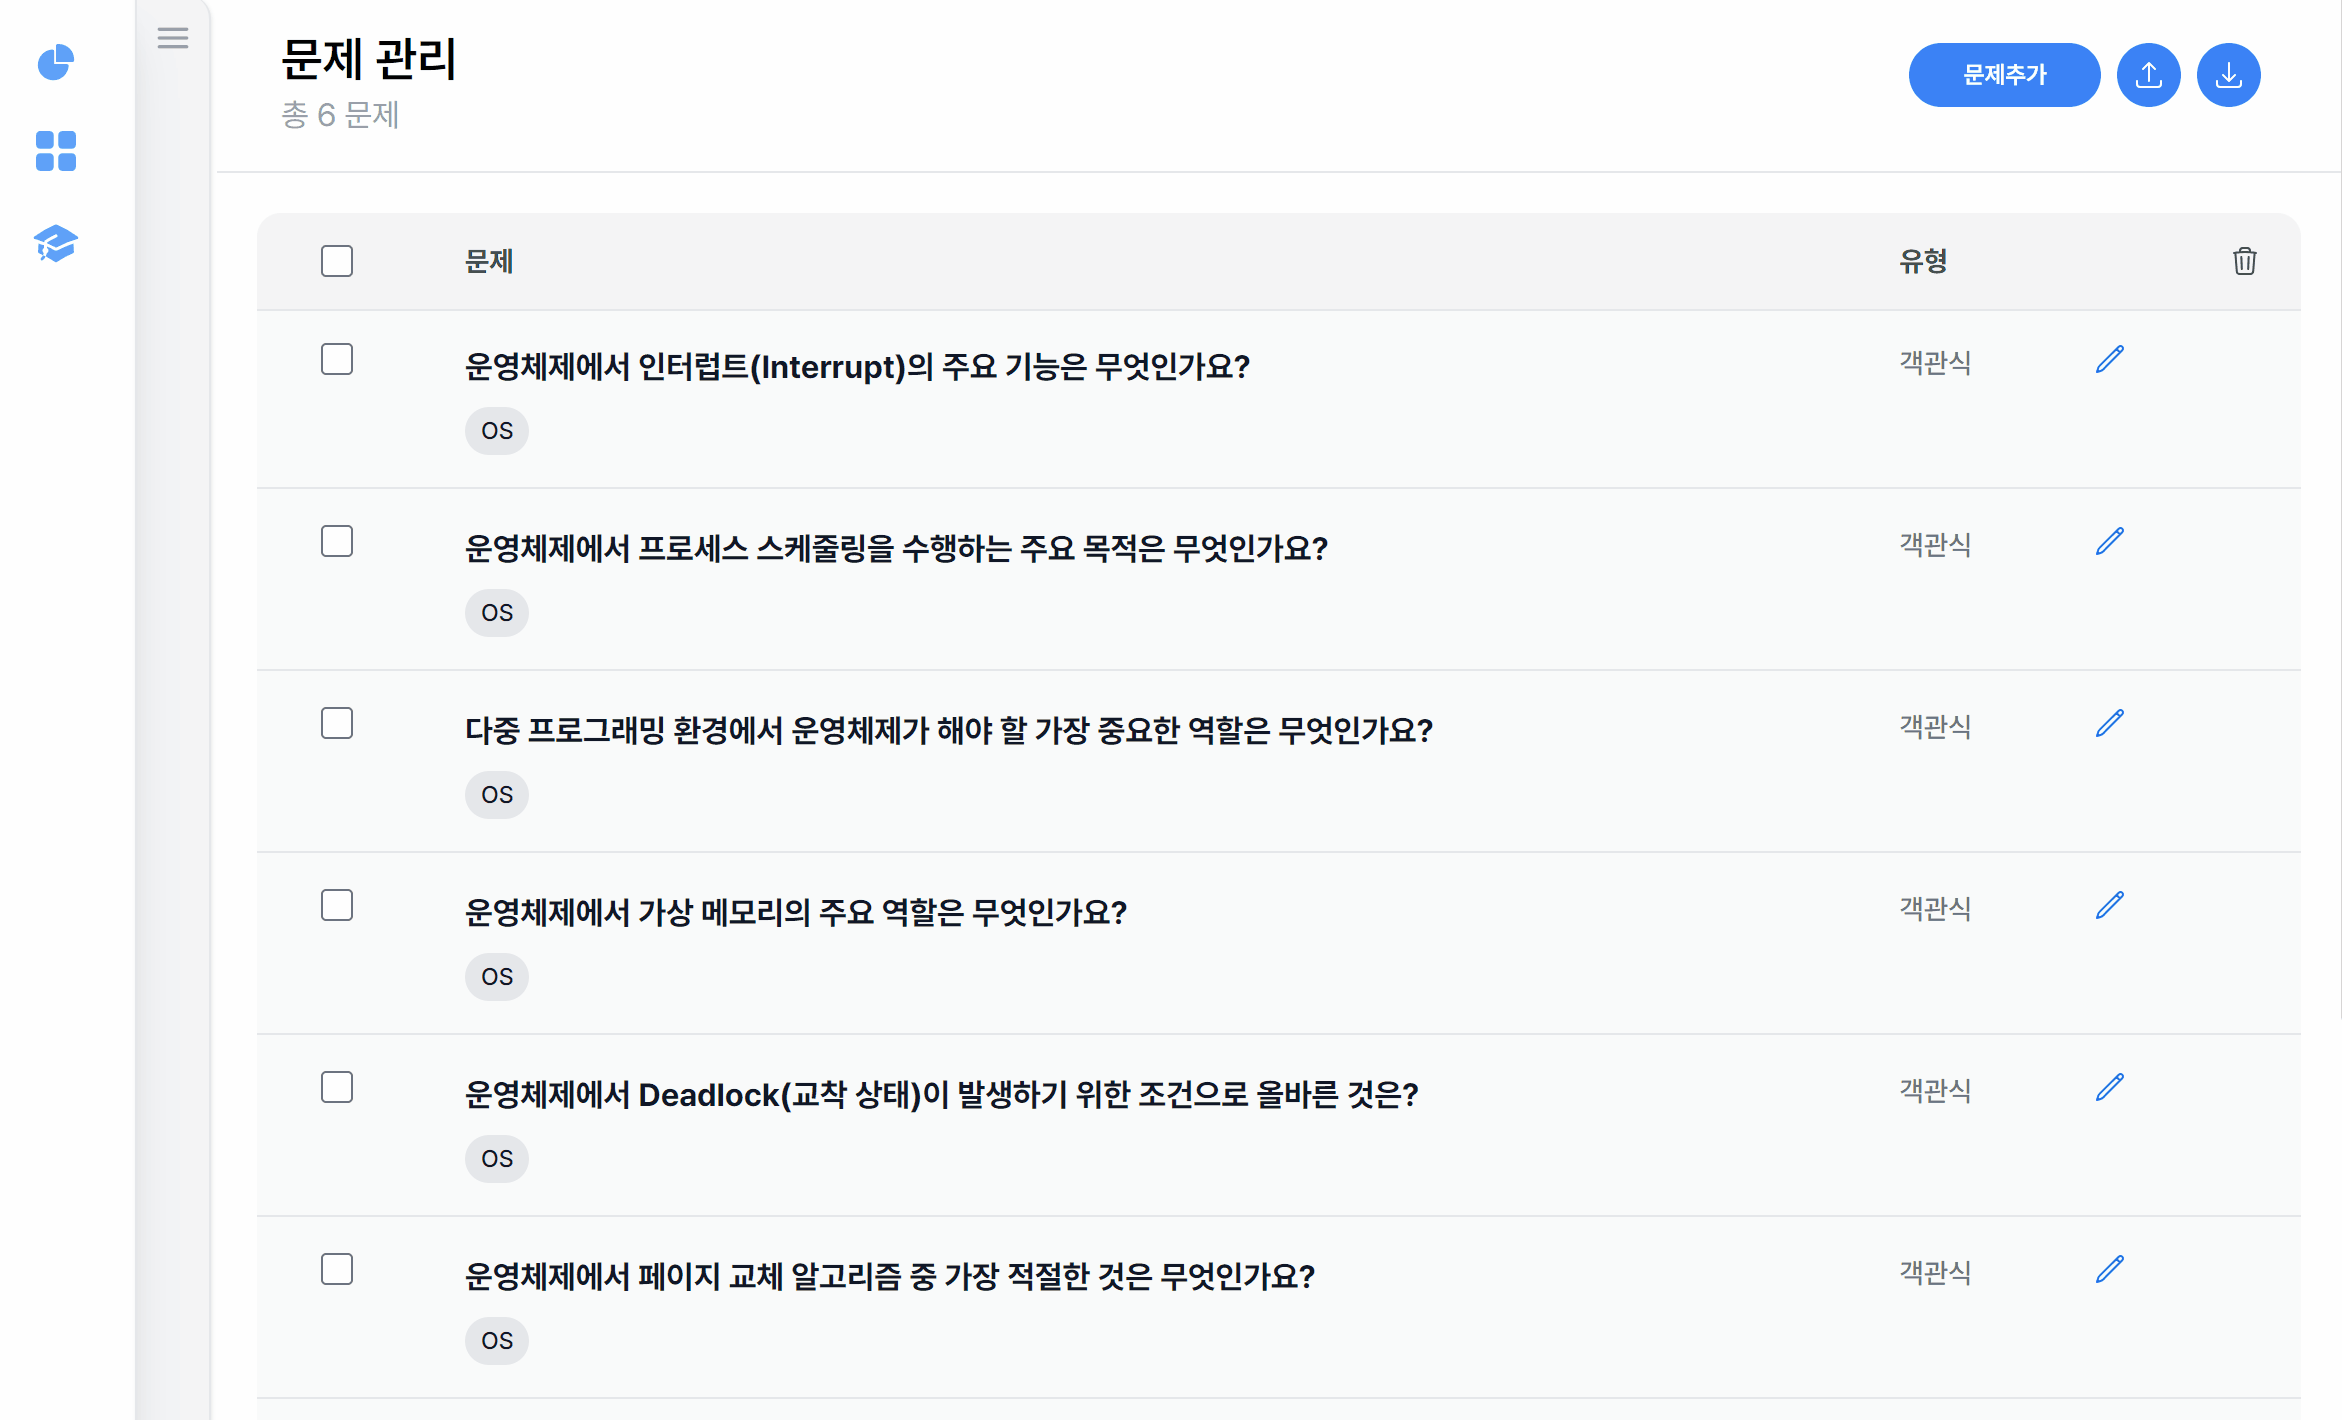 문제 관리
총 6 문제
문제추가
문제 유형
운영체제에서 인터럽트(Interrupt)의 주요 기능은 무엇인가요? 객관식
OS
운영체제에서 프로세스 스케줄링을 수행하는 주요 목적은 무엇인가요? 객관식
OS
다중 프로그래밍 환경에서 운영체제가 해야 할 가장 중요한 역할은 무엇인가요? 객관식
OS
운영체제에서 가상 메모리의 주요 역할은 무엇인가요? 객관식
OS
운영체제에서 Deadlock(교착 상태)이 발생하기 위한 조건으로 올바른 것은? 객관식
OS
운영체제에서 페이지 교체 알고리즘 중 가장 적절한 것은 무엇인가요? 객관식
OS